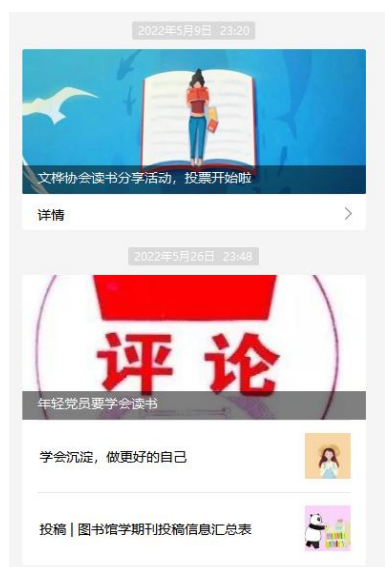 2022年5月9日 23:20
文桦协会读书分享活动，投票开始啦
详情
2022年5月26日 23:48
评论
年轻党员要学会读书
学会沉淀，做更好的自己
投稿 | 图书馆学期刊投稿信息汇总表